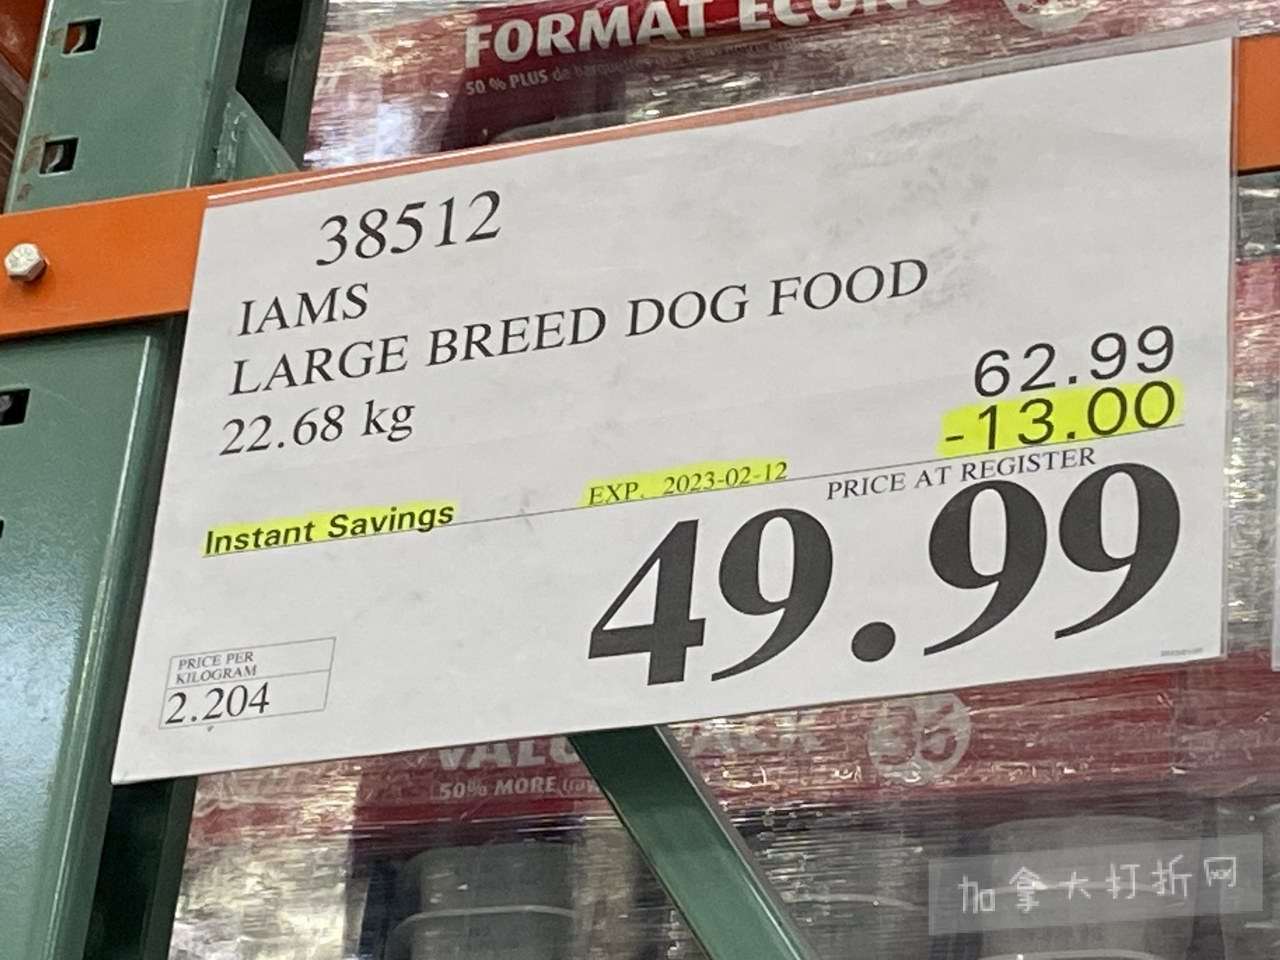 FORMAT ECONO
50 % PLUS de
38512
IAMS
LARGE BREED DOG FOOD
22.68 kg
62.99
-13.00
Instant Savings
EXP. 2023-02-12
PRICE AT REGISTER
49.99
PRICE PER
KILOGRAM
2.204
50% MORE
加拿大打折网